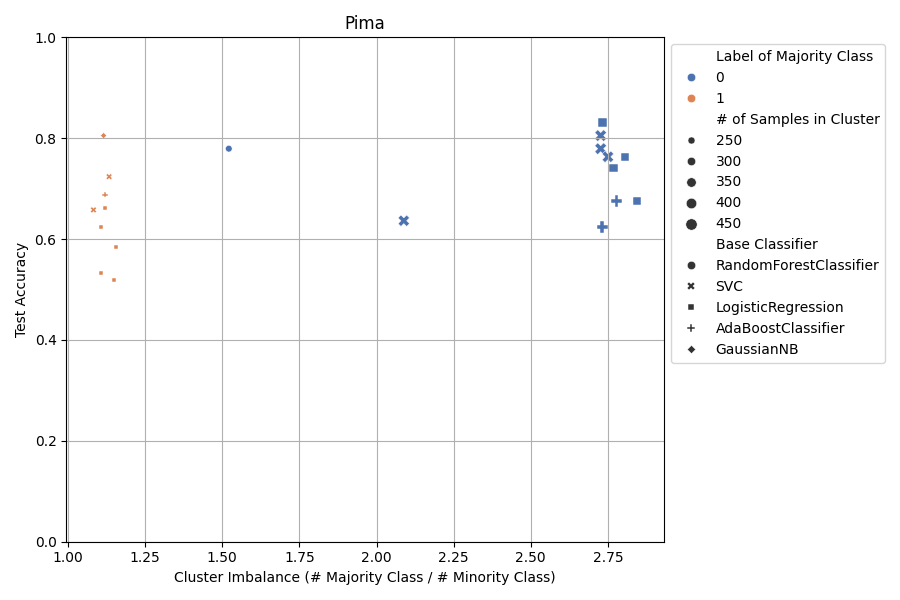 Pima
1.0
0.8
0.6
0.4
0.2
0.0
Test Accuracy
1.00 1.25 1.50 1.75 2.00 2.25 2.50 2.75
Cluster Imbalance (# Majority Class / # Minority Class)
Label of Majority Class
0
1
# of Samples in Cluster
250
300
350
400
450
Base Classifier
RandomForestClassifier
SVC
LogisticRegression
AdaBoostClassifier
GaussianNB